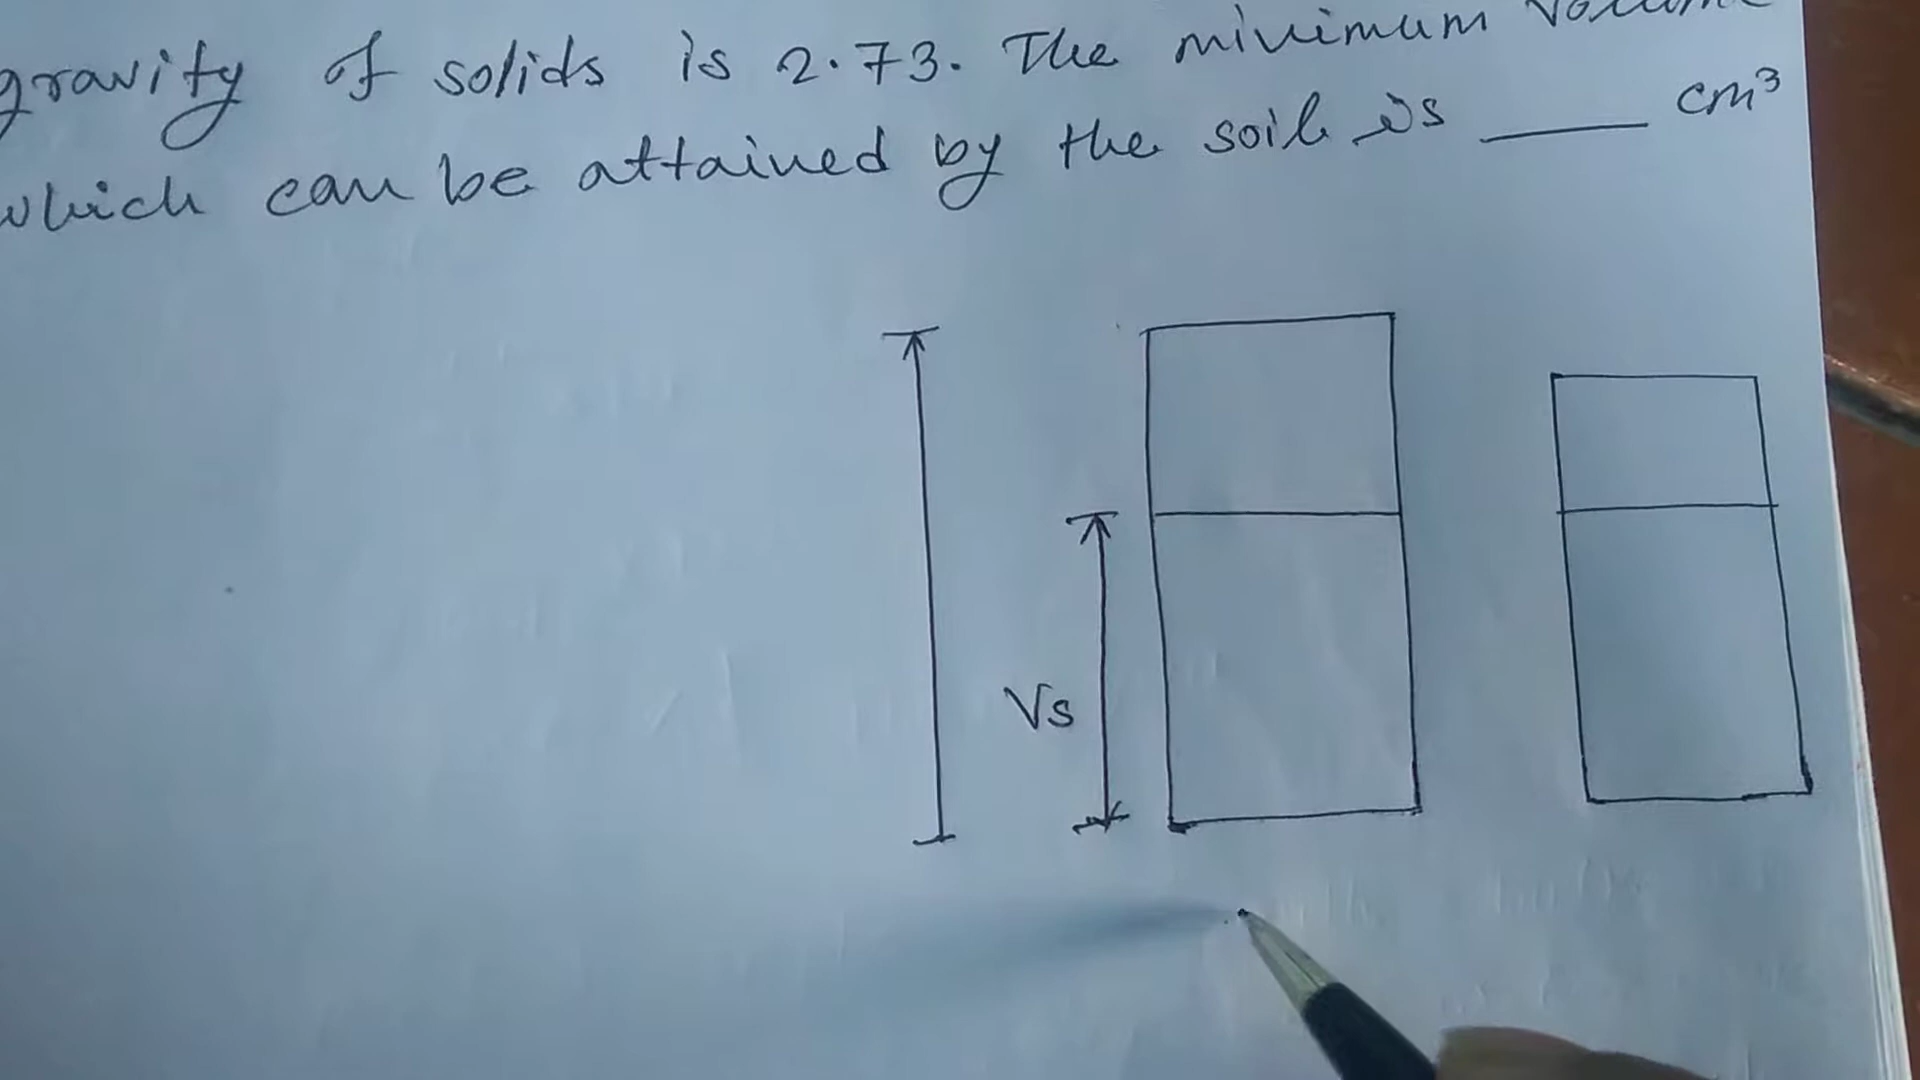 gravity of solids is 2.73. The minimum volume
which can be attained by the soil is ____ cm³
Vs